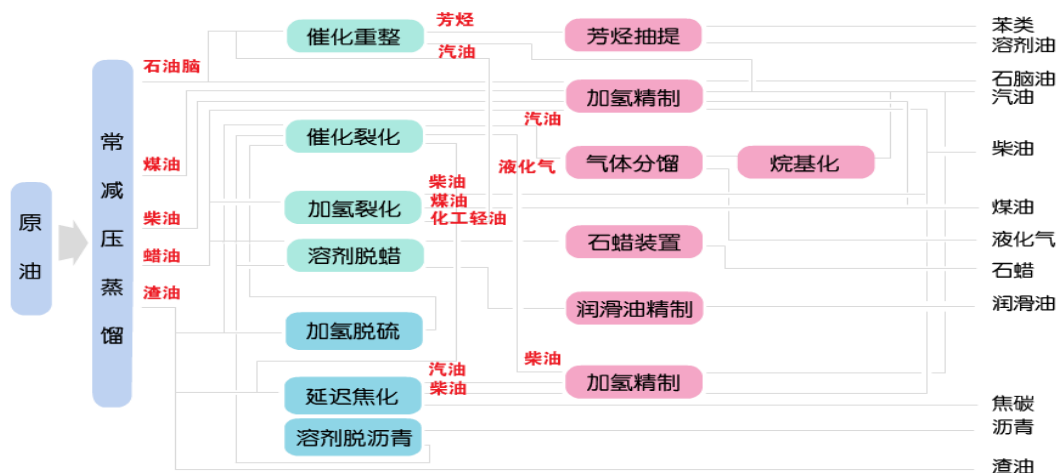 原油
常减压蒸馏
石油脑
煤油
柴油
蜡油
渣油
催化重整
催化裂化
加氢裂化
溶剂脱蜡
加氢脱硫
延迟焦化
溶剂脱沥青
芳烃
汽油
汽油
液化气
柴油
煤油
化工轻油
柴油
汽油
柴油
芳烃抽提
加氢精制
气体分馏
烷基化
石蜡装置
润滑油精制
加氢精制
苯类
溶剂油
石脑油
汽油
柴油
煤油
液化气
石蜡
润滑油
焦碳
沥青
渣油